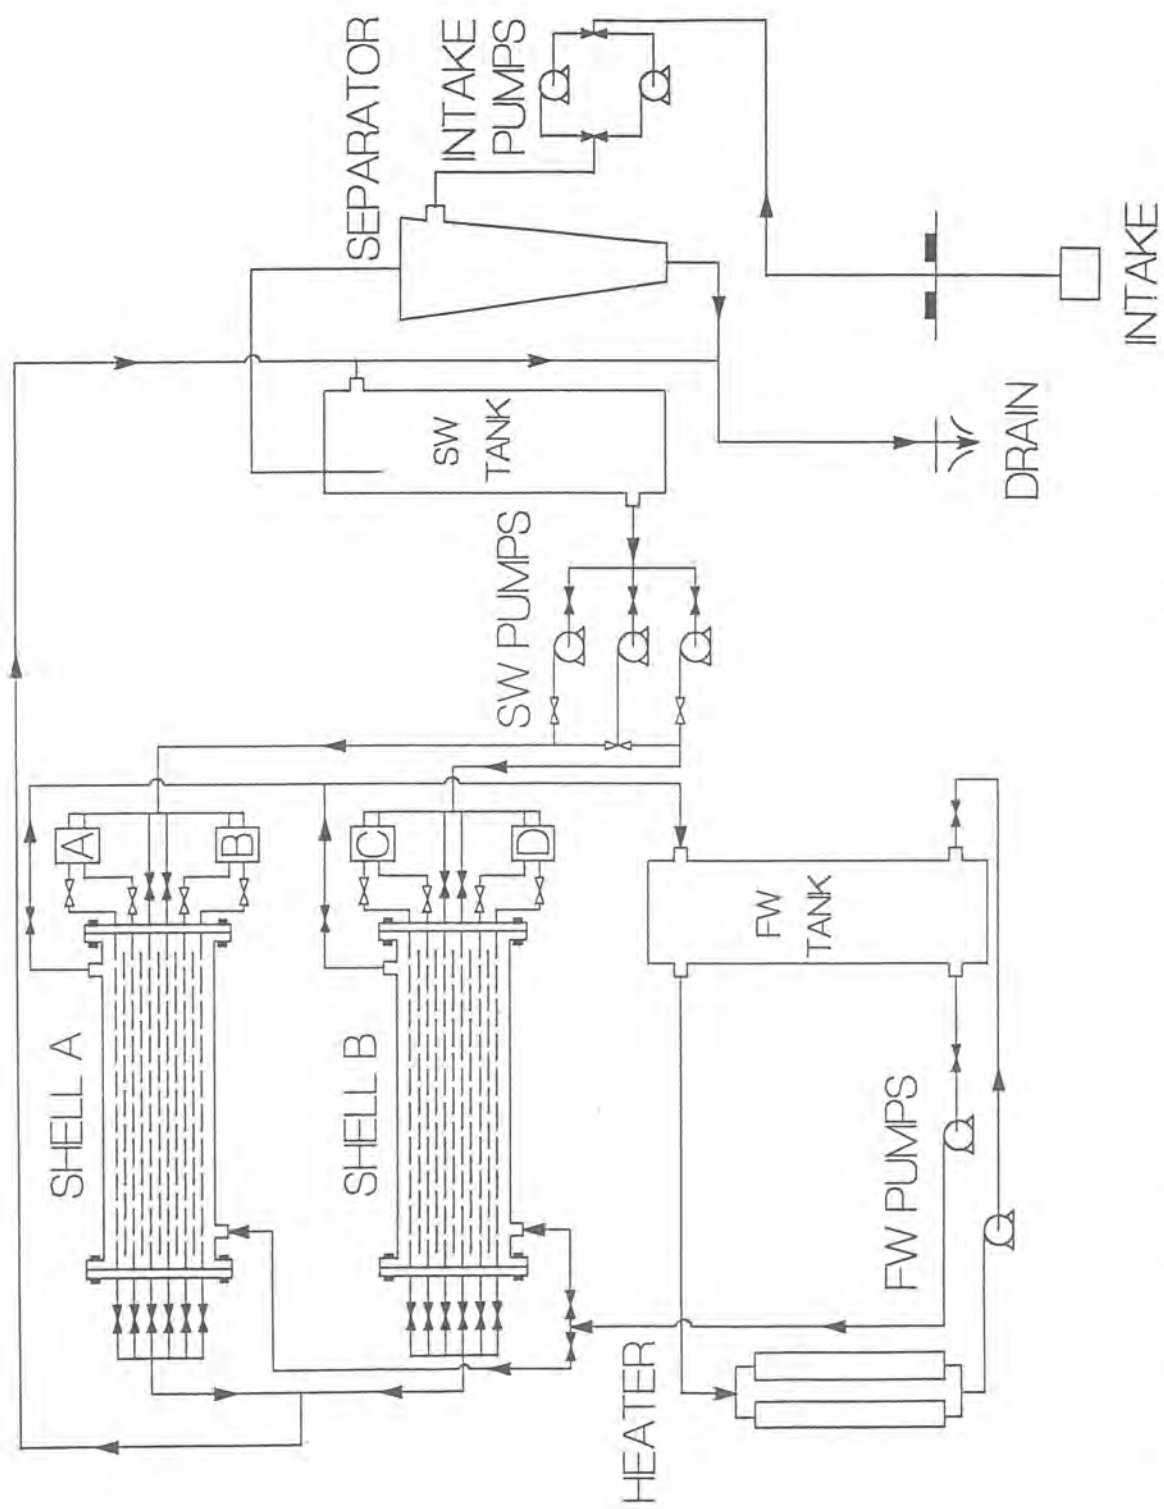 SHELL A
A
B
SHELL B
C
D
HEATER
FW PUMPS
FW
TANK
SW PUMPS
SW
TANK
SEPARATOR
INTAKE
PUMPS
DRAIN
INTAKE